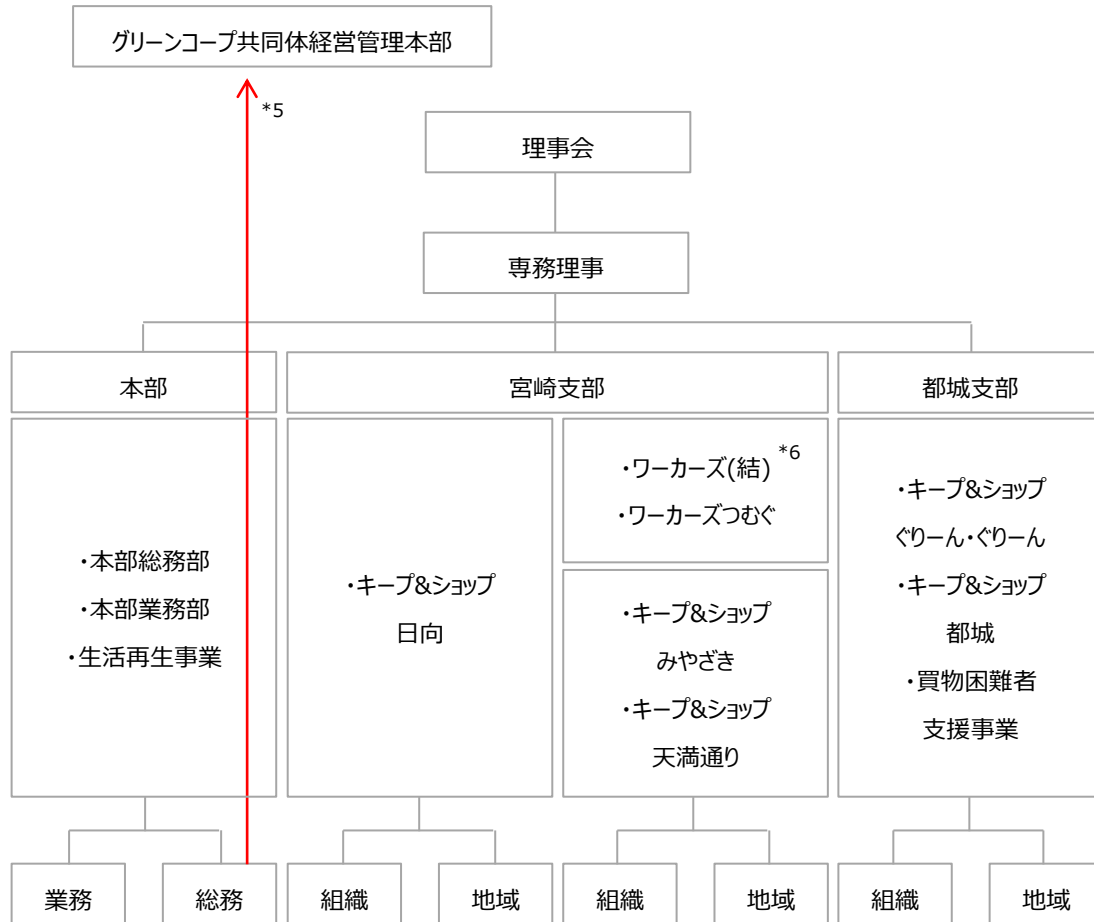 グリーンコープ共同体経営管理本部
*5
理事会
専務理事
本部
宮崎支部
都城支部
・本部総務部
・本部業務部
・生活再生事業
・キープ&ショップ
日向
・ワーカーズ(結) *6
・ワーカーズつむぐ
・キープ&ショップ
みやざき
・キープ&ショップ
天満通り
・キープ&ショップ
ぐりーん・ぐりーん
・キープ&ショップ
都城
・買物困難者
支援事業
業務
総務
組織
地域
組織
地域
組織
地域